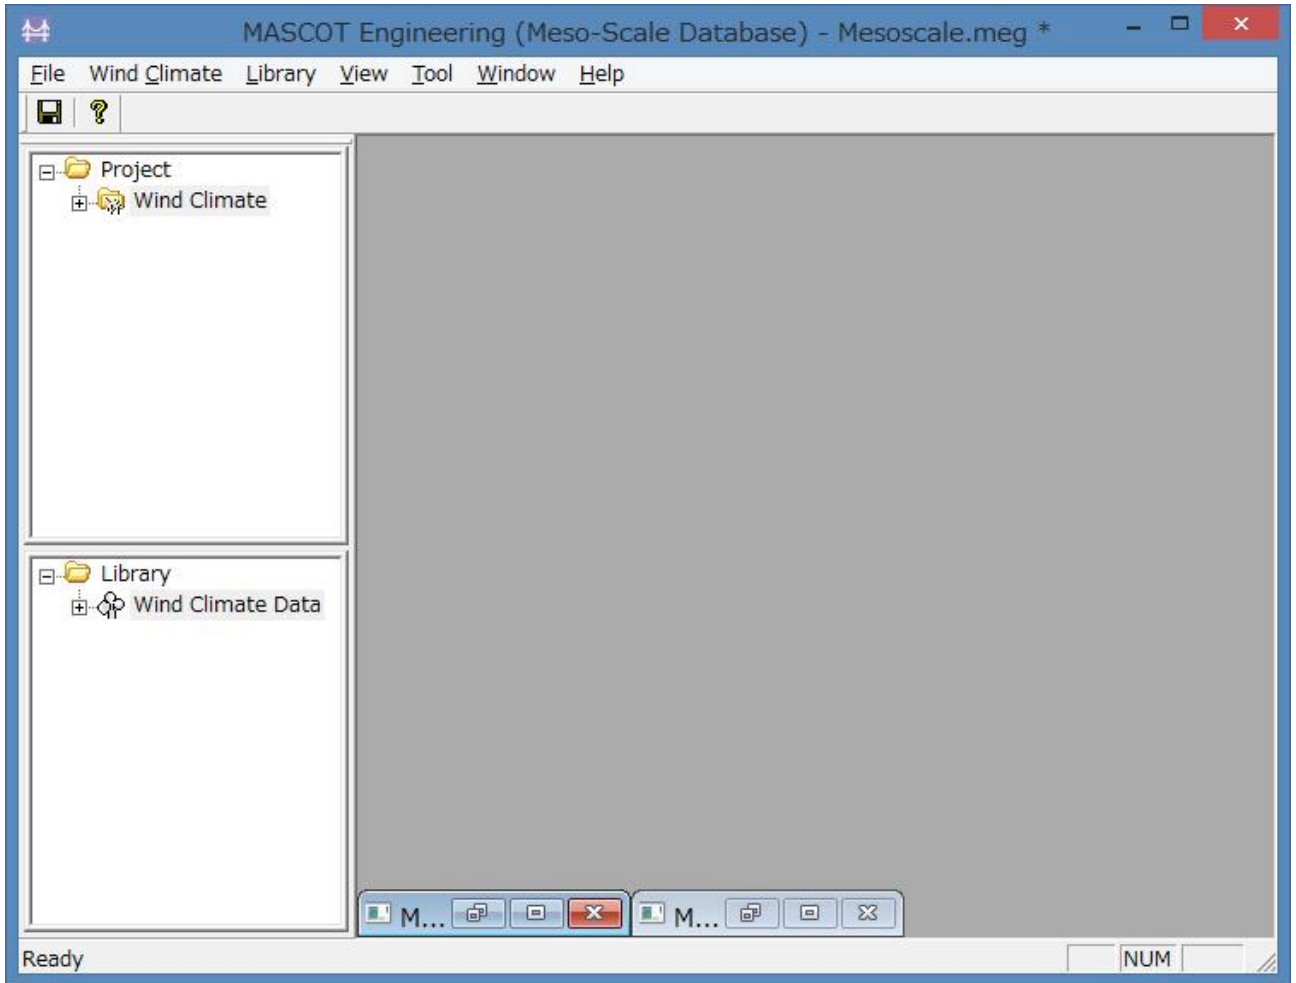 MASCOT Engineering (Meso-Scale Database) - Mesoscale.meg *
File Wind Climate Library View Tool Window Help
Project
Wind Climate
Library
Wind Climate Data
M... M...
Ready NUM